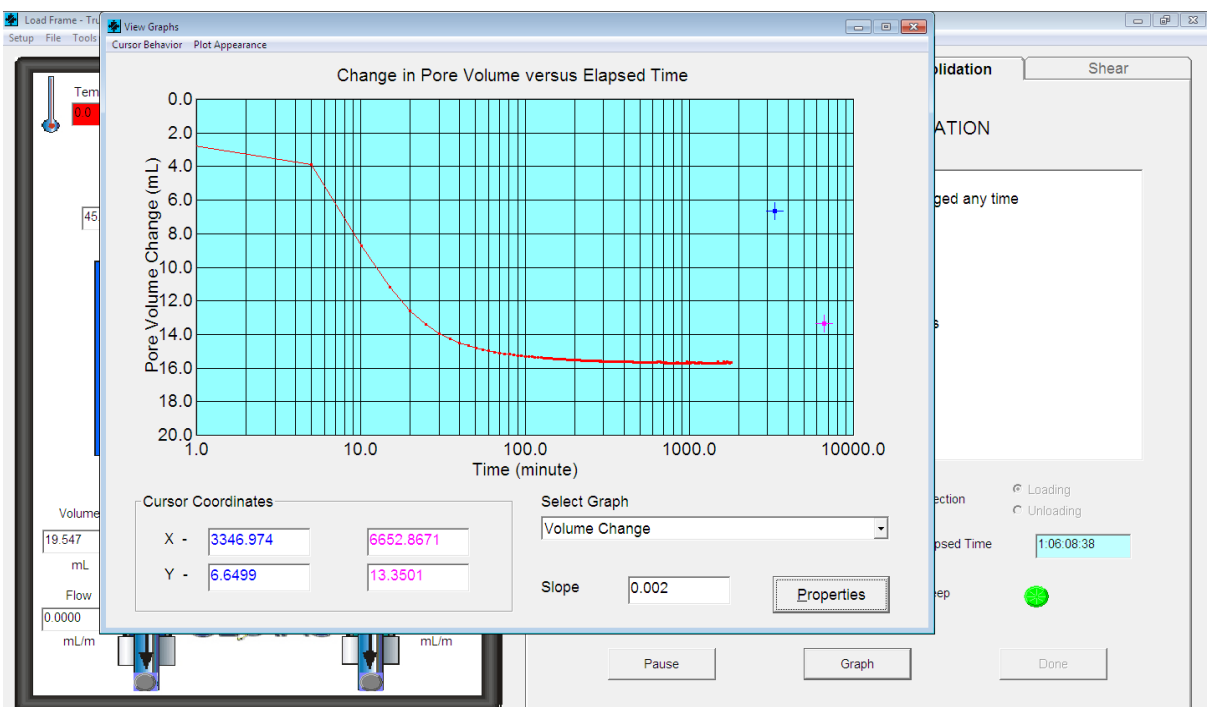 Load Frame - Tru
Setup File Tools
View Graphs
Cursor Behavior Plot Appearance
Change in Pore Volume versus Elapsed Time
Pore Volume Change (mL)
0.0
2.0
4.0
6.0
8.0
10.0
12.0
14.0
16.0
18.0
20.0
1.0 10.0 100.0 1000.0 10000.0
Time (minute)
Cursor Coordinates
X - 3346.974 6652.8671
Y - 6.6499 13.3501
Select Graph
Volume Change
Slope 0.002
Properties
Tem
0.0
45.
Volume
19.547
mL
Flow
0.0000
mL/m
mL/m
olidation Shear
ATION
ged any time
s
ection
Loading
Unloading
psed Time 1:06:08:38
eep
Pause Graph Done